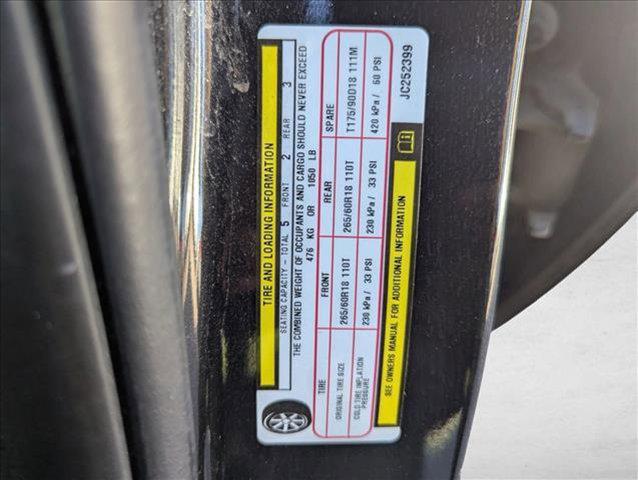 TIRE AND LOADING INFORMATION
SEATING CAPACITY - TOTAL 5 FRONT 2 REAR 3
THE COMBINED WEIGHT OF OCCUPANTS AND CARGO SHOULD NEVER EXCEED
476 KG OR 1050 LB
TIRE FRONT REAR SPARE
ORIGINAL TIRE SIZE 265/60R18 110T 265/60R18 110T T175/90D18 111M
COLD TIRE INFLATION PRESSURE 230 kPa / 33 PSI 230 kPa / 33 PSI 420 kPa / 60 PSI
SEE OWNERS MANUAL FOR ADDITIONAL INFORMATION
JC252399